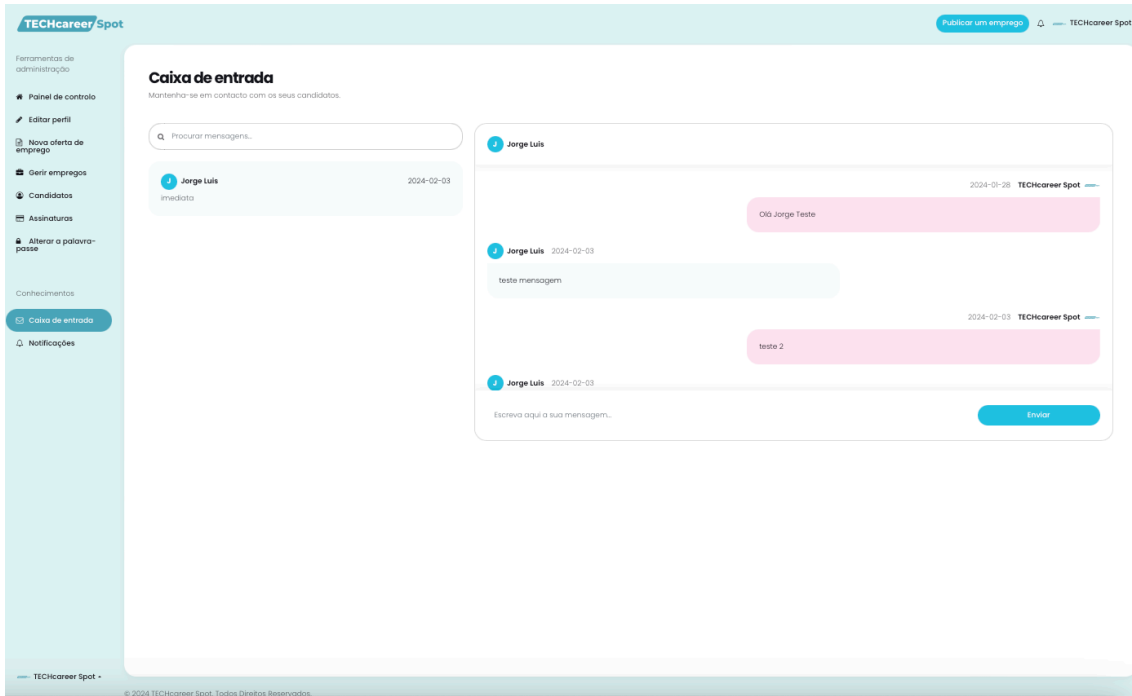 TECHcareer Spot
Publicar um emprego
TECHcareer Spot
Ferramentas de
administração
Painel de controlo
Editar perfil
Nova oferta de
emprego
Gerir empregos
Candidatos
Assinaturas
Alterar a palavra-
passe
Conhecimentos
Caixa de entrada
Notificações
TECHcareer Spot
Caixa de entrada
Mantenha-se em contacto com os seus candidatos.
Procurar mensagens...
J Jorge Luis 2024-02-03
imediata
J Jorge Luis
2024-01-28 TECHcareer Spot
Olá Jorge Teste
J Jorge Luis 2024-02-03
teste mensagem
2024-02-03 TECHcareer Spot
teste 2
J Jorge Luis 2024-02-03
Escreva aqui a sua mensagem...
Enviar
© 2024 TECHcareer Spot. Todos Direitos Reservados.